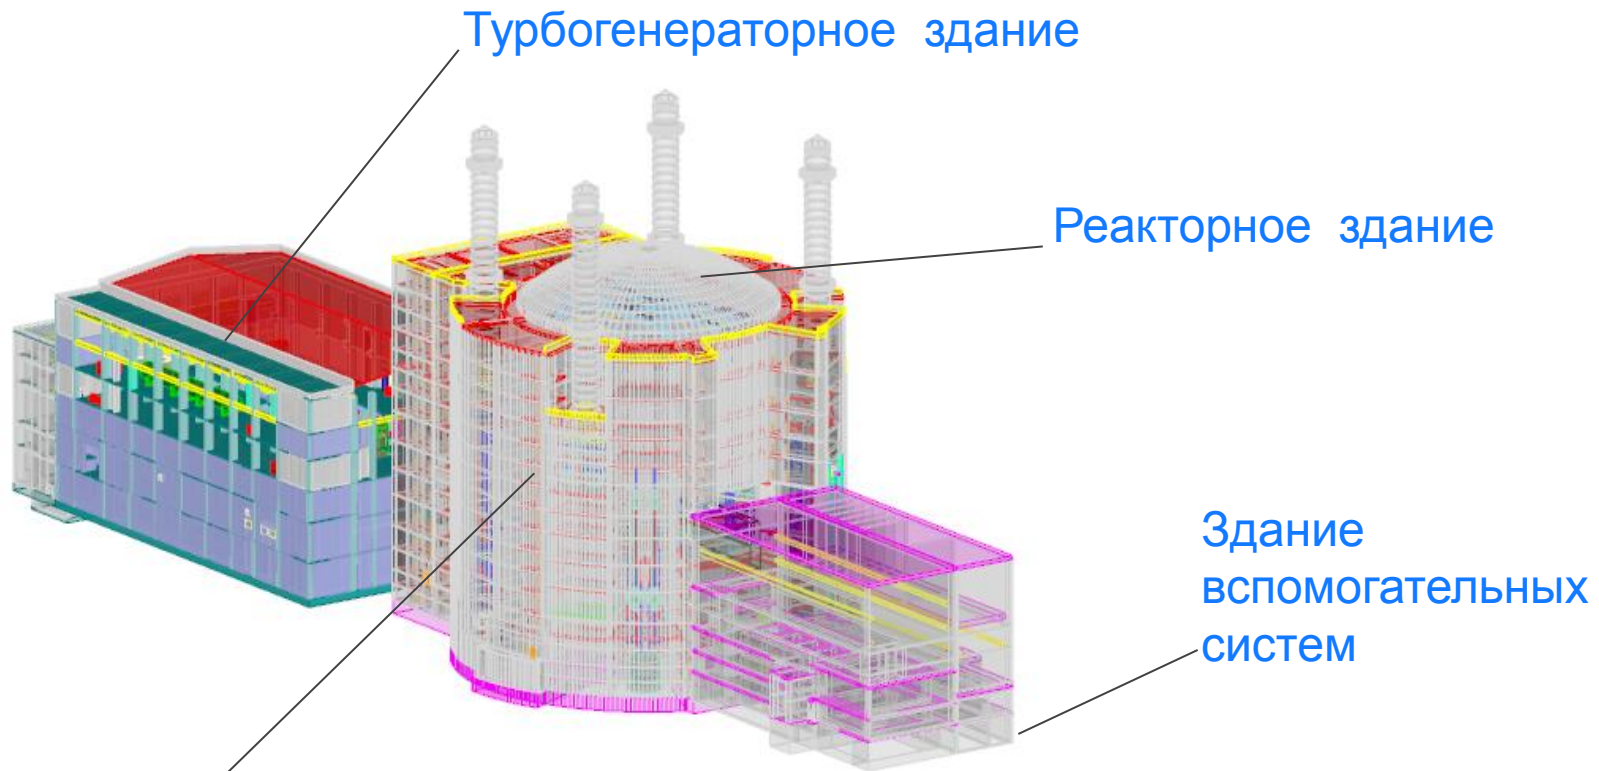 Турбогенераторное здание
Реакторное здание
Здание
вспомогательных
систем